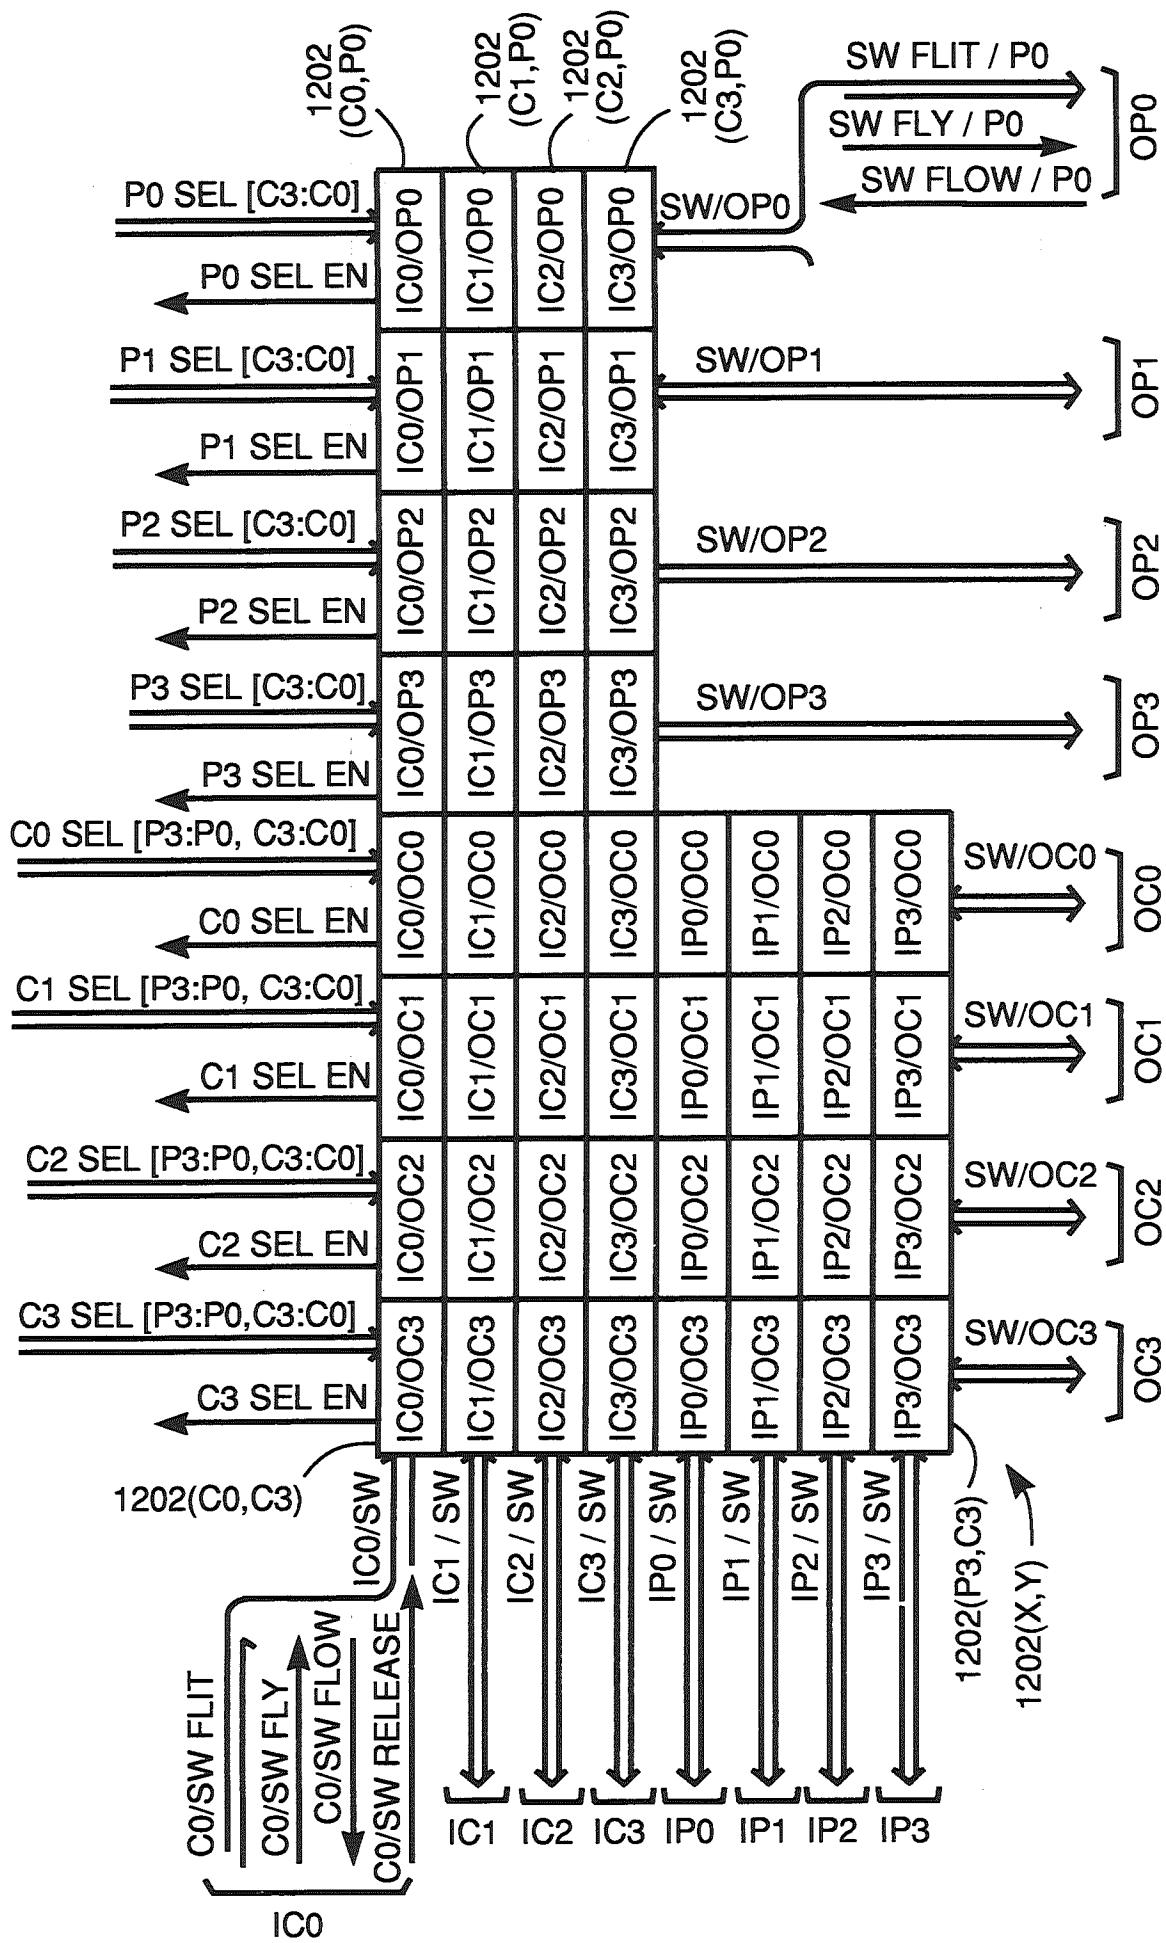 1202
(C0,P0)
1202
(C1,P0)
1202
(C2,P0)
1202
(C3,P0)
SW FLIT / P0
SW FLY / P0
SW FLOW / P0
OP0
P0 SEL [C3:C0]
P0 SEL EN
IC0/OP0
IC1/OP0
IC2/OP0
IC3/OP0
SW/OP0
P1 SEL [C3:C0]
P1 SEL EN
IC0/OP1
IC1/OP1
IC2/OP1
IC3/OP1
SW/OP1
OP1
P2 SEL [C3:C0]
P2 SEL EN
IC0/OP2
IC1/OP2
IC2/OP2
IC3/OP2
SW/OP2
OP2
P3 SEL [C3:C0]
P3 SEL EN
IC0/OP3
IC1/OP3
IC2/OP3
IC3/OP3
SW/OP3
OP3
C0 SEL [P3:P0, C3:C0]
C0 SEL EN
IC0/OC0
IC1/OC0
IC2/OC0
IC3/OC0
IP0/OC0
IP1/OC0
IP2/OC0
IP3/OC0
SW/OC0
OC0
C1 SEL [P3:P0, C3:C0]
C1 SEL EN
IC0/OC1
IC1/OC1
IC2/OC1
IC3/OC1
IP0/OC1
IP1/OC1
IP2/OC1
IP3/OC1
SW/OC1
OC1
C2 SEL [P3:P0,C3:C0]
C2 SEL EN
IC0/OC2
IC1/OC2
IC2/OC2
IC3/OC2
IP0/OC2
IP1/OC2
IP2/OC2
IP3/OC2
SW/OC2
OC2
C3 SEL [P3:P0,C3:C0]
C3 SEL EN
IC0/OC3
IC1/OC3
IC2/OC3
IC3/OC3
IP0/OC3
IP1/OC3
IP2/OC3
IP3/OC3
SW/OC3
OC3
1202(C0,C3)
IC0/SW
IC1 / SW
IC2 / SW
IC3 / SW
IP0 / SW
IP1 / SW
IP2 / SW
IP3 / SW
1202(P3,C3)
1202(X,Y)
C0/SW FLIT
C0/SW FLY
C0/SW FLOW
C0/SW RELEASE
IC0
IC1
IC2
IC3
IP0
IP1
IP2
IP3